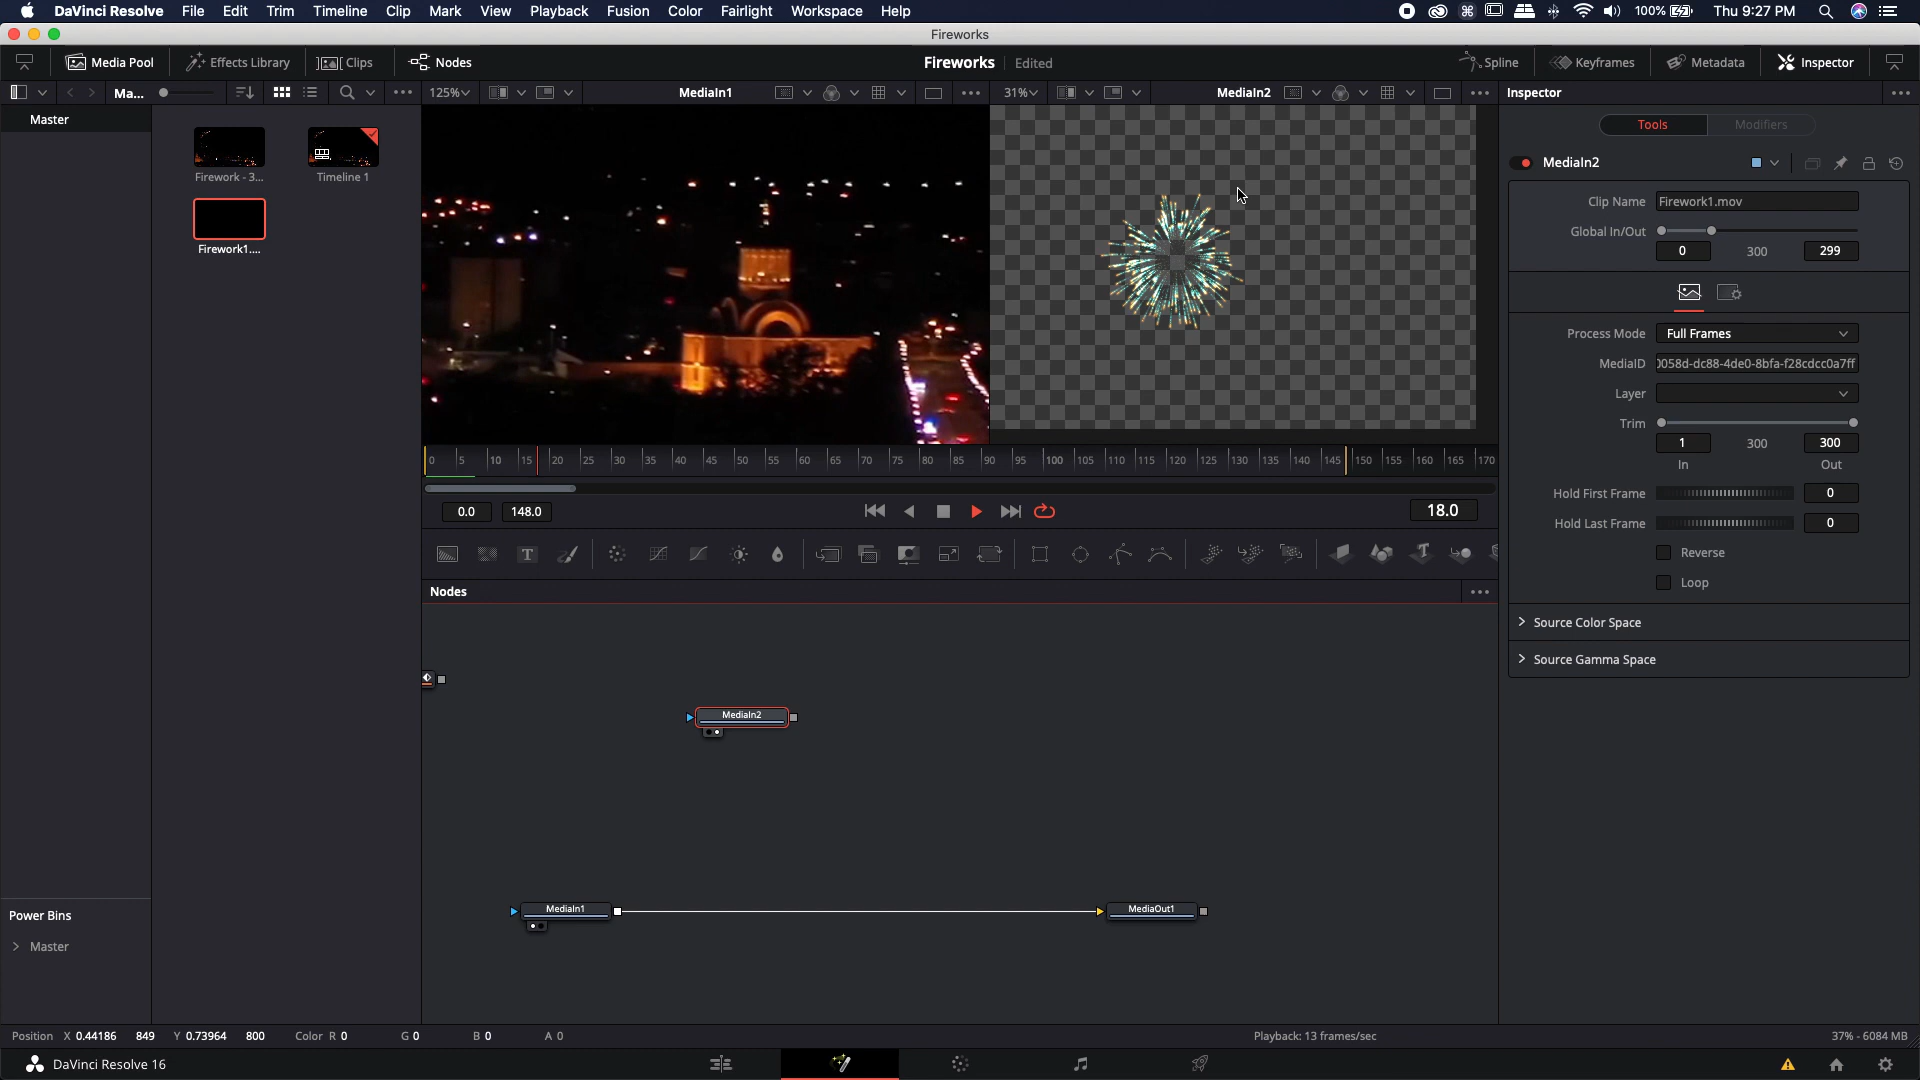 DaVinci Resolve File Edit Trim Timeline Clip Mark View Playback Fusion Color Fairlight Workspace Help 100% Thu 9:27 PM
Fireworks
Media Pool Effects Library Clips Nodes Fireworks Edited Spline Keyframes Metadata Inspector
Ma... 125% MediaIn1 31% MediaIn2 Inspector
Master
Tools Modifiers
MediaIn2
Firework - 3... Timeline 1
Firework1....
Clip Name Firework1.mov
Global In/Out
0 300 299
Process Mode Full Frames
MediaID 0058d-dc88-4de0-8bfa-f28cdcc0a7ff
Layer
Trim
1 300 300
In Out
Hold First Frame 0
Hold Last Frame 0
Reverse
Loop
Source Color Space
Source Gamma Space
0 5 10 15 20 25 30 35 40 45 50 55 60 65 70 75 80 85 90 95 100 105 110 115 120 125 130 135 140 145 150 155 160 165 170
0.0 148.0 18.0
T
Nodes
MediaIn2
MediaIn1 MediaOut1
Power Bins
Master
Position X 0.44186 849 Y 0.73964 800 Color R 0 G 0 B 0 A 0 Playback: 13 frames/sec 37% - 6084 MB
DaVinci Resolve 16